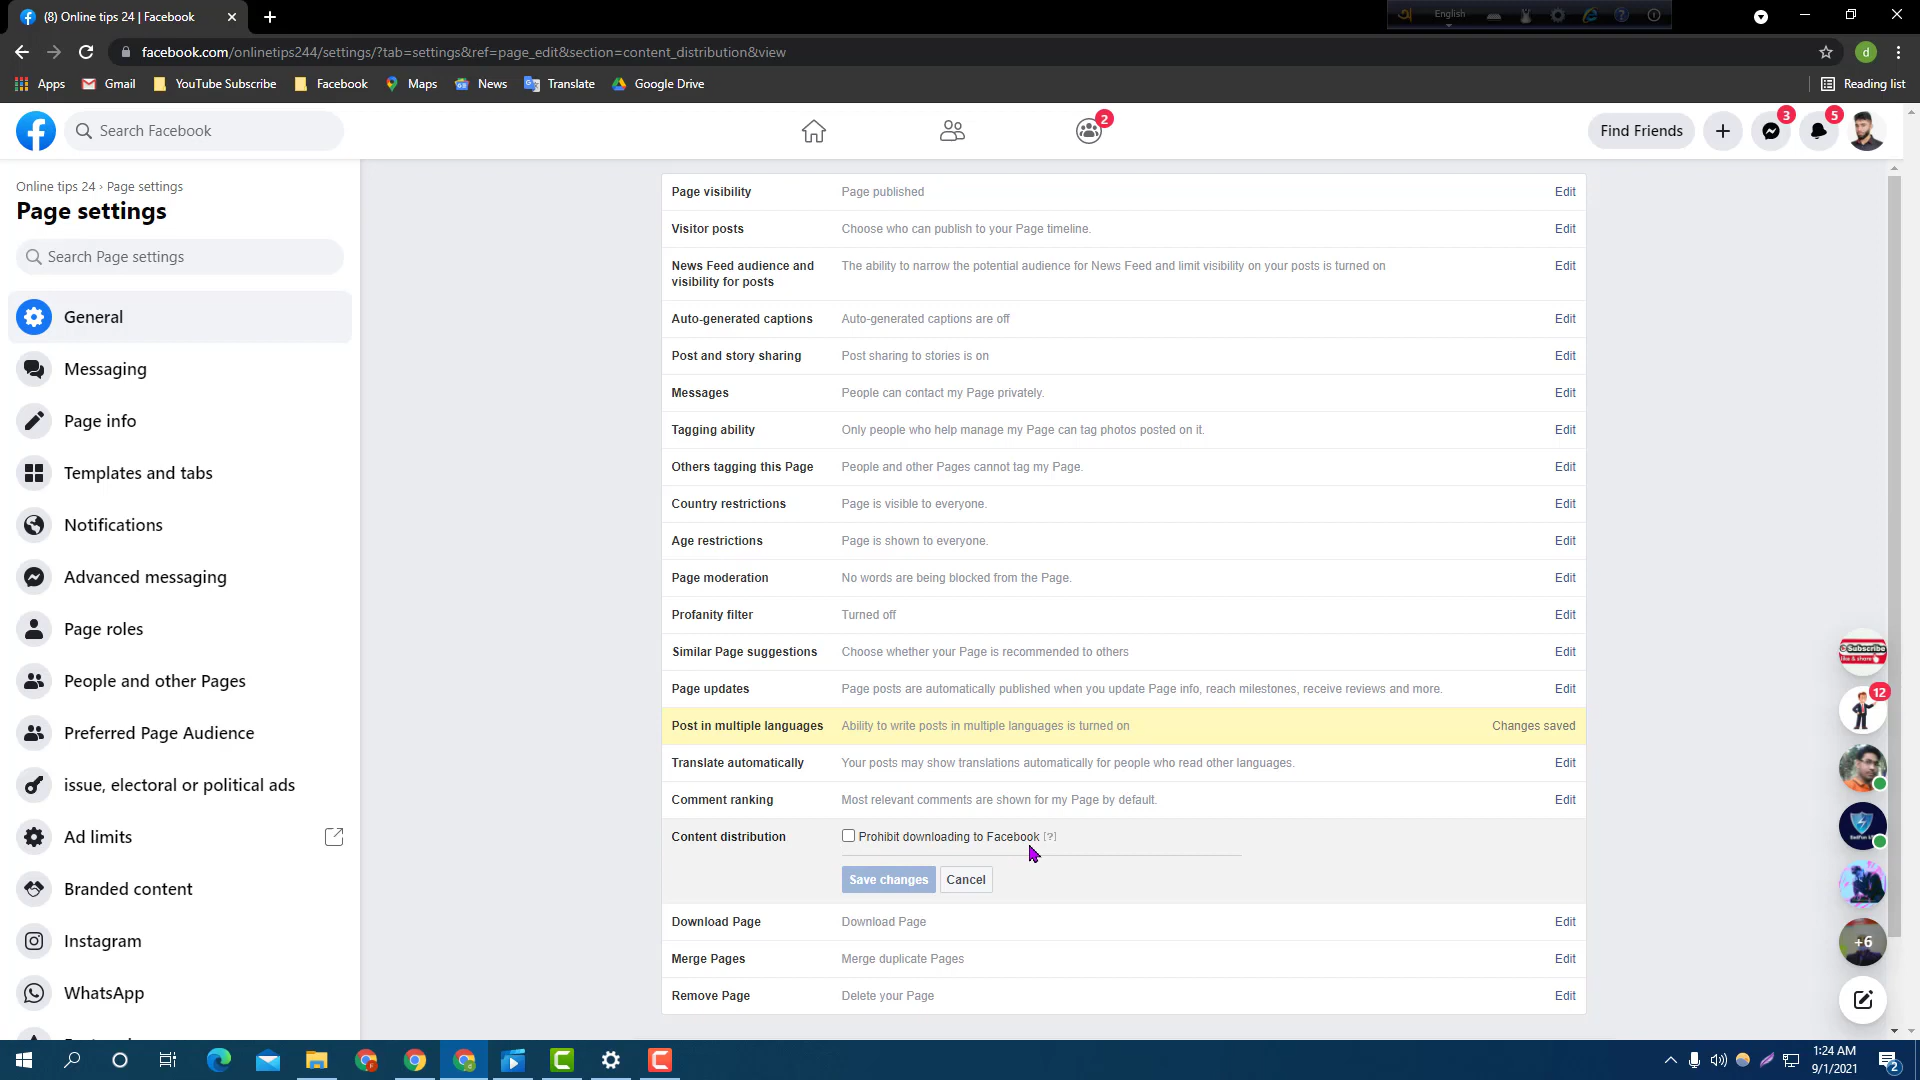 (8) Online tips 24 | Facebook
English
facebook.com/onlinetips244/settings/?tab=settings&ref=page_edit&section=content_distribution&view
d
Apps Gmail YouTube Subscribe Facebook Maps News Translate Google Drive Reading list
Search Facebook
2
Find Friends
3
5
Online tips 24 › Page settings
Page settings
Search Page settings
General
Messaging
Page info
Templates and tabs
Notifications
Advanced messaging
Page roles
People and other Pages
Preferred Page Audience
issue, electoral or political ads
Ad limits
Branded content
Instagram
WhatsApp
Page visibility Page published Edit
Visitor posts Choose who can publish to your Page timeline. Edit
News Feed audience and The ability to narrow the potential audience for News Feed and limit visibility on your posts is turned on Edit
visibility for posts
Auto-generated captions Auto-generated captions are off Edit
Post and story sharing Post sharing to stories is on Edit
Messages People can contact my Page privately. Edit
Tagging ability Only people who help manage my Page can tag photos posted on it. Edit
Others tagging this Page People and other Pages cannot tag my Page. Edit
Country restrictions Page is visible to everyone. Edit
Age restrictions Page is shown to everyone. Edit
Page moderation No words are being blocked from the Page. Edit
Profanity filter Turned off Edit
Similar Page suggestions Choose whether your Page is recommended to others Edit
Page updates Page posts are automatically published when you update Page info, reach milestones, receive reviews and more. Edit
Post in multiple languages Ability to write posts in multiple languages is turned on Changes saved
Translate automatically Your posts may show translations automatically for people who read other languages. Edit
Comment ranking Most relevant comments are shown for my Page by default. Edit
Content distribution Prohibit downloading to Facebook [?]
Save changes Cancel
Download Page Download Page Edit
Merge Pages Merge duplicate Pages Edit
Remove Page Delete your Page Edit
Subscribe
like & share
12
+6
1:24 AM
9/1/2021
2